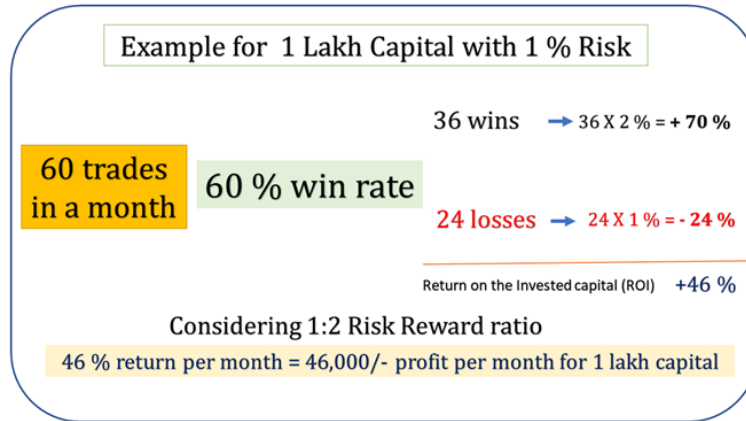 Example for 1 Lakh Capital with 1 % Risk
36 wins → 36 X 2 % = + 70 %
60 trades
in a month
60 % win rate
24 losses → 24 X 1 % = - 24 %
Return on the Invested capital (ROI) +46 %
Considering 1:2 Risk Reward ratio
46 % return per month = 46,000/- profit per month for 1 lakh capital